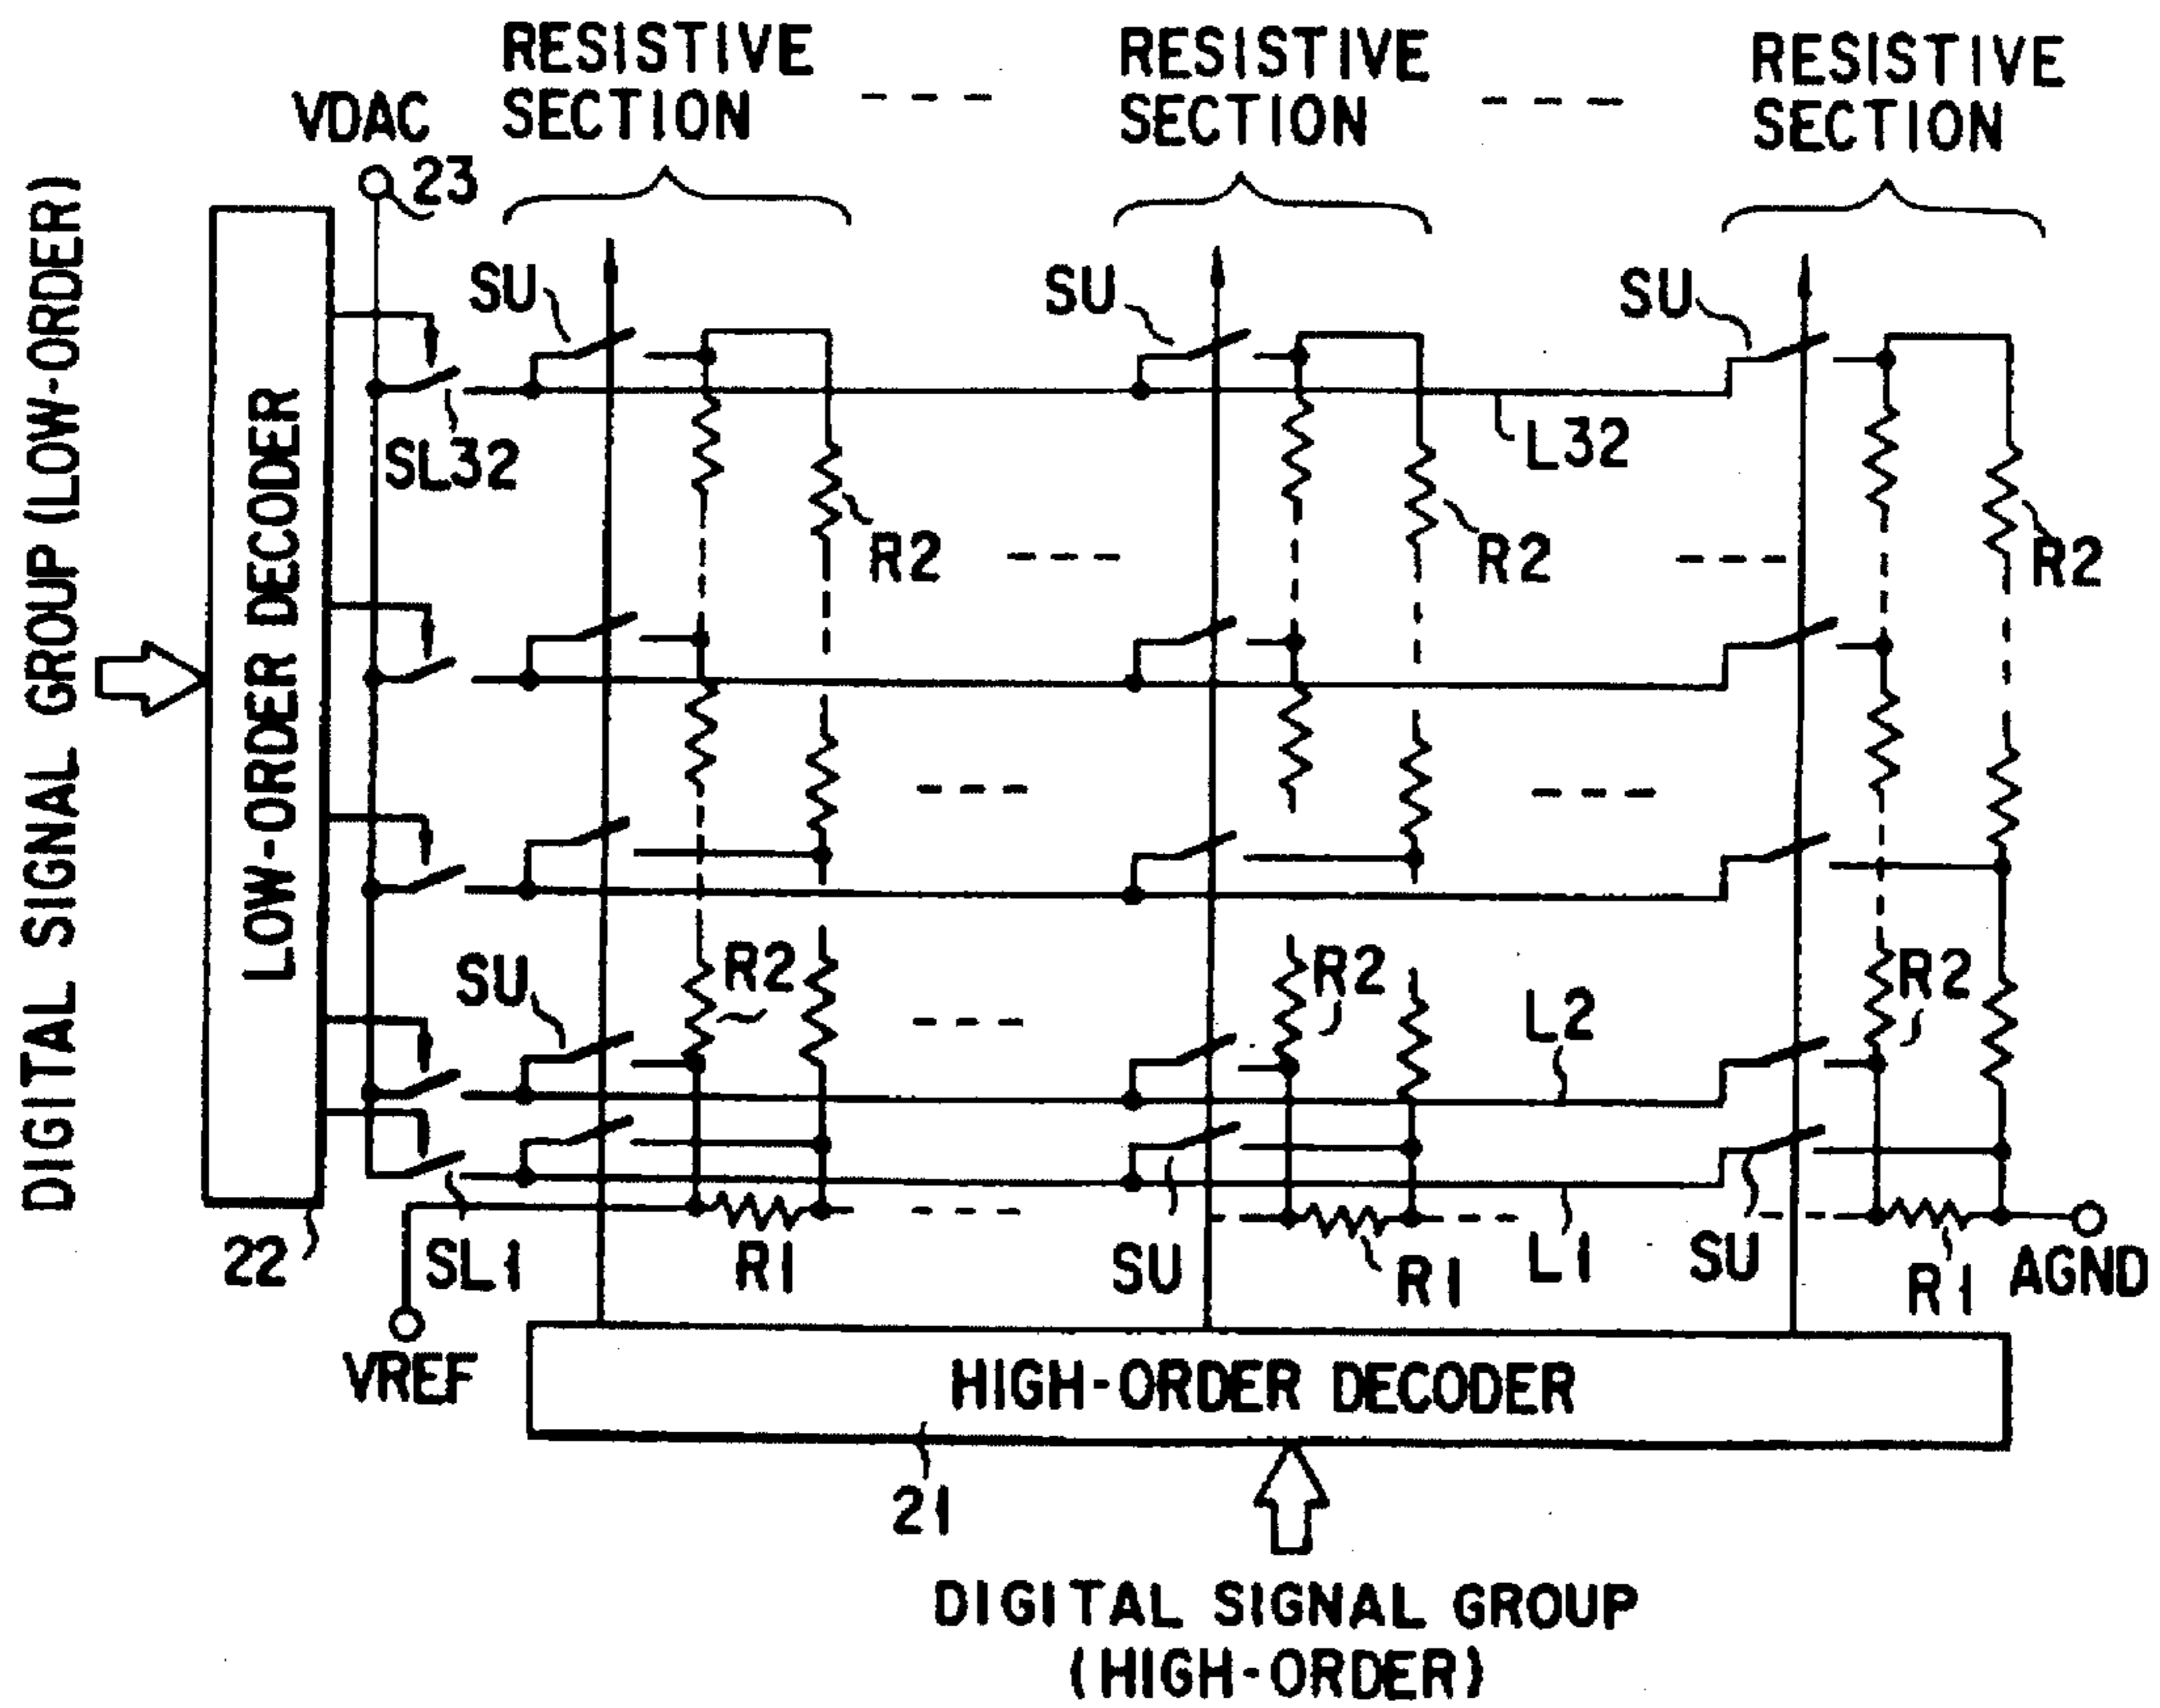 RESISTIVE
SECTION
RESISTIVE
SECTION
RESISTIVE
SECTION
VDAC
23
SU
SU
SU
SL32
L32
R2
R2
R2
DIGITAL SIGNAL GROUP (LOW-ORDER)
LOW-ORDER DECODER
SU
R2
R2
R2
L2
22
SL1
R1
SU
R1
L1
SU
R1
AGND
VREF
HIGH-ORDER DECODER
21
DIGITAL SIGNAL GROUP
(HIGH-ORDER)